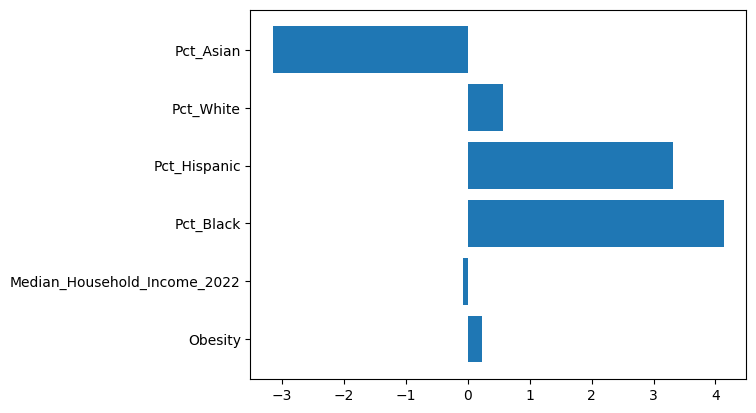 Pct_Asian
Pct_White
Pct_Hispanic
Pct_Black
Median_Household_Income_2022
Obesity
−3 −2 −1 0 1 2 3 4